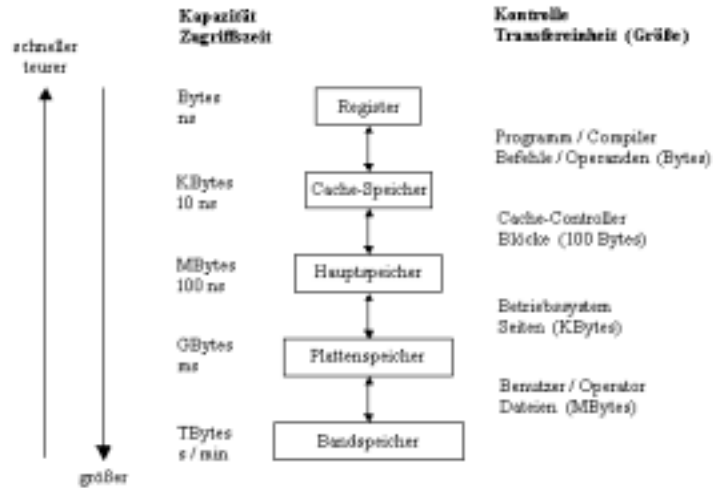 Kapazität
Zugriffszeit
Kontrolle
Transfereinheit (Größe)
schneller
teurer
Bytes
ns
Register
Programm / Compiler
Befehle / Operanden (Bytes)
KBytes
10 ns
Cache-Speicher
Cache-Controller
Blöcke (100 Bytes)
MBytes
100 ns
Hauptspeicher
Betriebssystem
Seiten (KBytes)
GBytes
ms
Plattenspeicher
Benutzer / Operator
Dateien (MBytes)
TBytes
s / min
Bandspeicher
größer